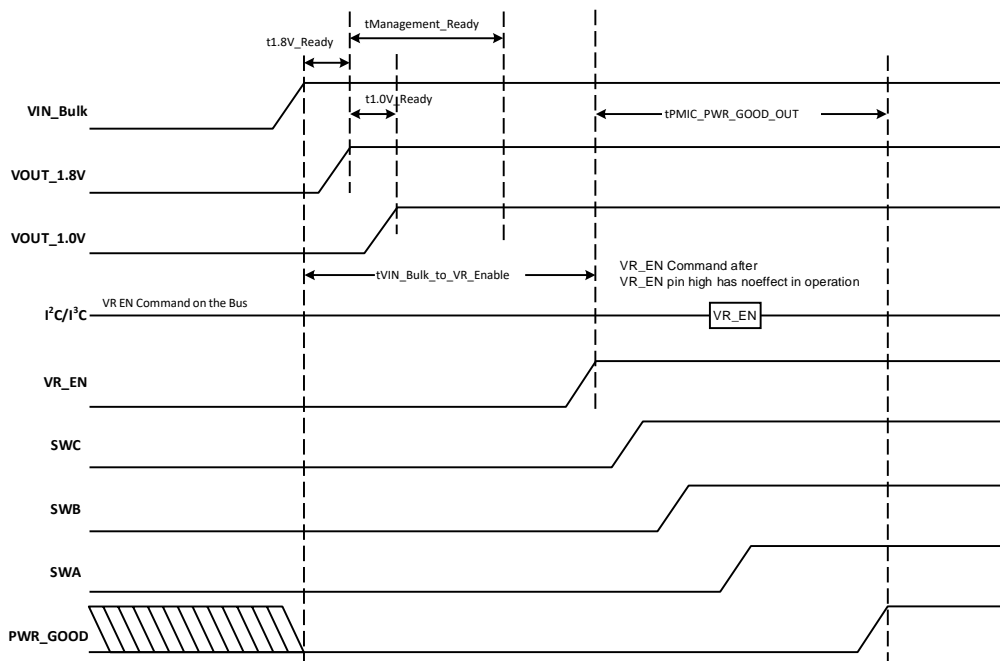 tManagement_Ready
t1.8V_Ready
VIN_Bulk
t1.0V_Ready
tPMIC_PWR_GOOD_OUT
VOUT_1.8V
VOUT_1.0V
tVIN_Bulk_to_VR_Enable
VR_EN Command after
VR_EN pin high has noeffect in operation
VR EN Command on the Bus
I²C/I³C
VR_EN
VR_EN
SWC
SWB
SWA
PWR_GOOD